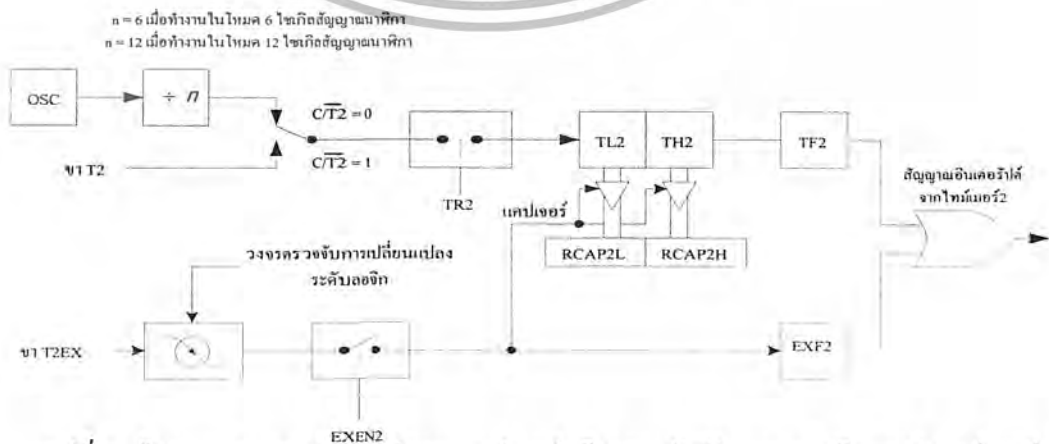 n = 6 เมื่อทำงานในโหมด 6 ไซเกิลสัญญาณนาฬิกา
n = 12 เมื่อทำงานในโหมด 12 ไซเกิลสัญญาณนาฬิกา
OSC
÷ n
C/T2 = 0
C/T2 = 1
ขา T2
TR2
TL2
TH2
TF2
สัญญาณอินเตอร์รัปต์
จากไทม์เมอร์2
แคปเจอร์
RCAP2L
RCAP2H
วงจรตรวจจับการเปลี่ยนแปลง
ระดับลอจิก
ขา T2EX
EXF2
EXEN2